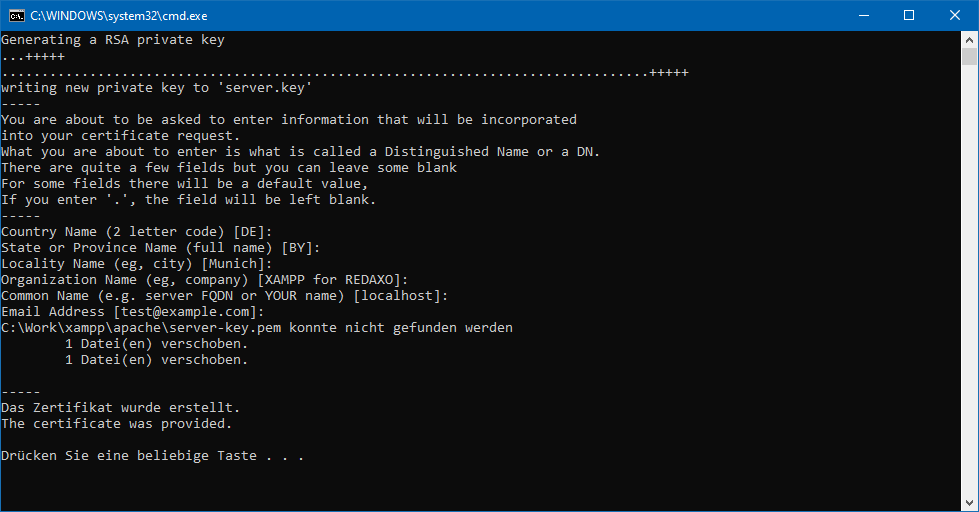 C:\WINDOWS\system32\cmd.exe
Generating a RSA private key
...+++++
.................................................................................+++++
writing new private key to 'server.key'
-----
You are about to be asked to enter information that will be incorporated
into your certificate request.
What you are about to enter is what is called a Distinguished Name or a DN.
There are quite a few fields but you can leave some blank
For some fields there will be a default value,
If you enter '.', the field will be left blank.
-----
Country Name (2 letter code) [DE]:
State or Province Name (full name) [BY]:
Locality Name (eg, city) [Munich]:
Organization Name (eg, company) [XAMPP for REDAXO]:
Common Name (e.g. server FQDN or YOUR name) [localhost]:
Email Address [test@example.com]:
C:\Work\xampp\apache\server-key.pem konnte nicht gefunden werden
        1 Datei(en) verschoben.
        1 Datei(en) verschoben.

-----
Das Zertifikat wurde erstellt.
The certificate was provided.

Drücken Sie eine beliebige Taste . . .